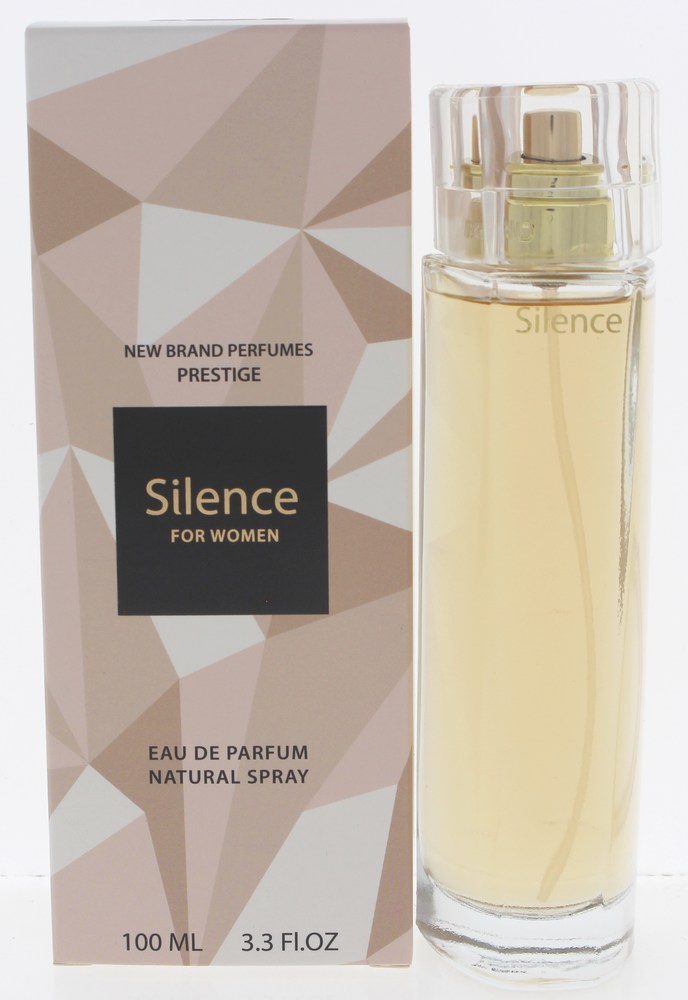 NEW BRAND PERFUMES
PRESTIGE
Silence
FOR WOMEN
EAU DE PARFUM
NATURAL SPRAY
100 ML 3.3 Fl.OZ
Silence